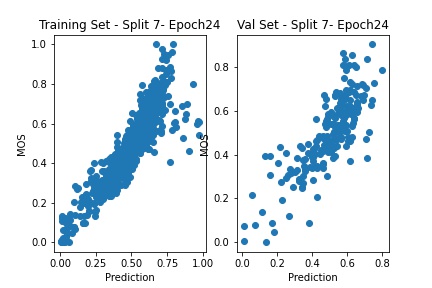 Training Set - Split 7- Epoch24
Val Set - Split 7- Epoch24
1.0
0.8
0.6
0.4
0.2
0.0
MOS
0.00 0.25 0.50 0.75 1.00
Prediction
0.8
0.6
0.4
0.2
0.0
MOS
0.0 0.2 0.4 0.6 0.8
Prediction